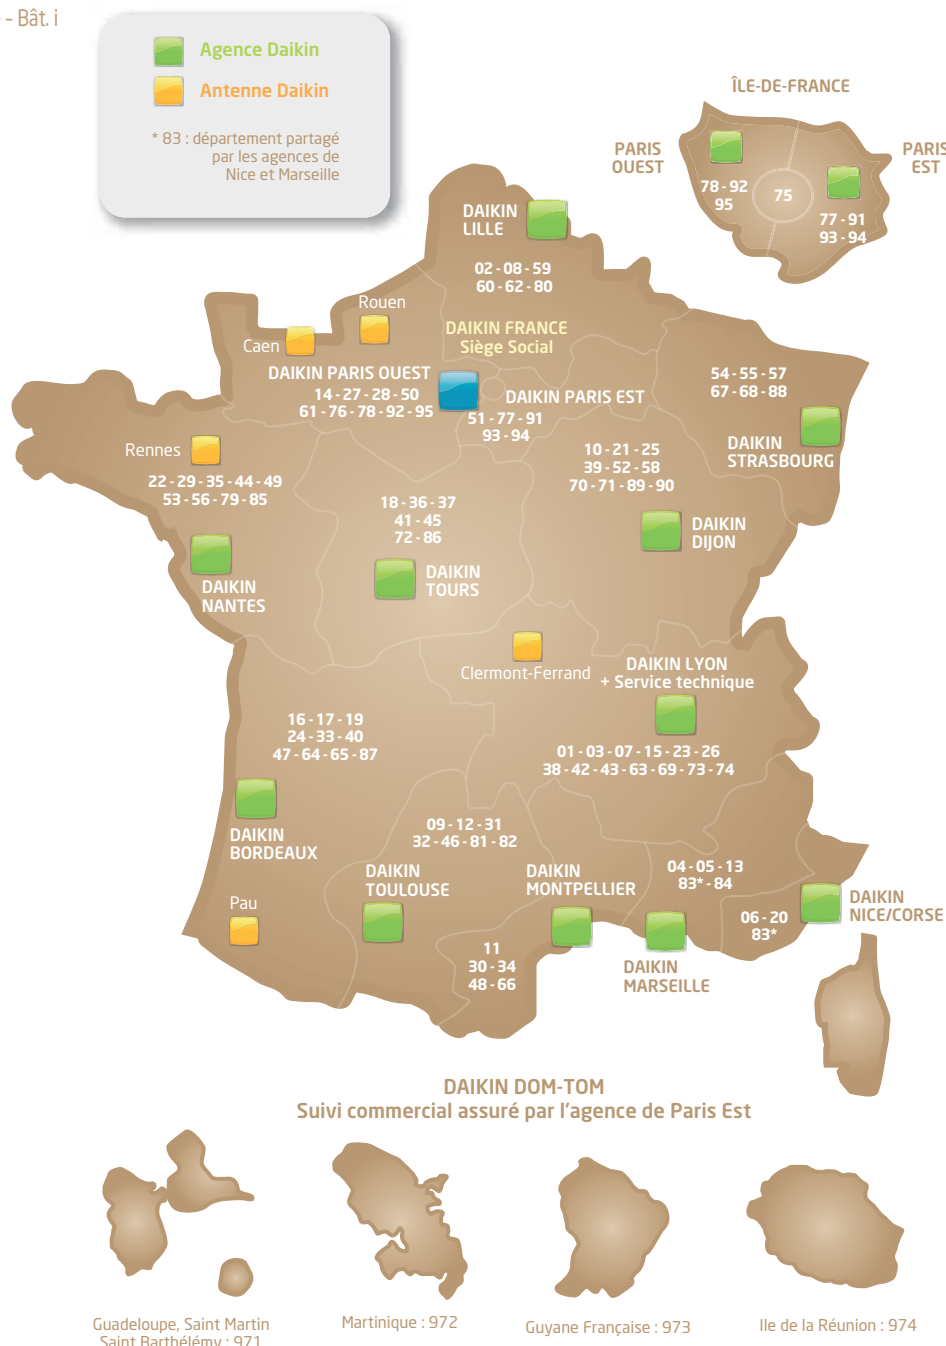 - Bât. i
Agence Daikin
Antenne Daikin
* 83 : département partagé
par les agences de
Nice et Marseille
ÎLE-DE-FRANCE
PARIS
OUEST
PARIS
EST
78 - 92
95
75
77 - 91
93 - 94
DAIKIN
LILLE
02 - 08 - 59
60 - 62 - 80
Rouen
Caen
DAIKIN FRANCE
Siège Social
DAIKIN PARIS OUEST
14 - 27 - 28 - 50
61 - 76 - 78 - 92 - 95
DAIKIN PARIS EST
51 - 77 - 91
93 - 94
54 - 55 - 57
67 - 68 - 88
DAIKIN
STRASBOURG
Rennes
22 - 29 - 35 - 44 - 49
53 - 56 - 79 - 85
10 - 21 - 25
39 - 52 - 58
70 - 71 - 89 - 90
18 - 36 - 37
41 - 45
72 - 86
DAIKIN
DIJON
DAIKIN
TOURS
DAIKIN
NANTES
Clermont-Ferrand
DAIKIN LYON
+ Service technique
16 - 17 - 19
24 - 33 - 40
47 - 64 - 65 - 87
01 - 03 - 07 - 15 - 23 - 26
38 - 42 - 43 - 63 - 69 - 73 - 74
DAIKIN
BORDEAUX
09 - 12 - 31
32 - 46 - 81 - 82
DAIKIN
TOULOUSE
DAIKIN
MONTPELLIER
04 - 05 - 13
83* - 84
Pau
06 - 20
83*
DAIKIN
NICE/CORSE
11
30 - 34
48 - 66
DAIKIN
MARSEILLE
DAIKIN DOM-TOM
Suivi commercial assuré par l'agence de Paris Est
Guadeloupe, Saint Martin
Saint Barthélémy : 971
Martinique : 972
Guyane Française : 973
Ile de la Réunion : 974